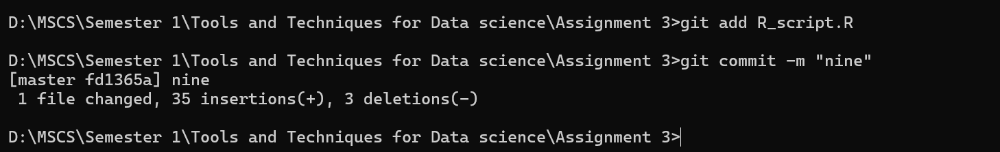 D:\MSCS\Semester 1\Tools and Techniques for Data science\Assignment 3>git add R_script.R
D:\MSCS\Semester 1\Tools and Techniques for Data science\Assignment 3>git commit -m "nine"
[master fd1365a] nine
 1 file changed, 35 insertions(+), 3 deletions(-)
D:\MSCS\Semester 1\Tools and Techniques for Data science\Assignment 3>